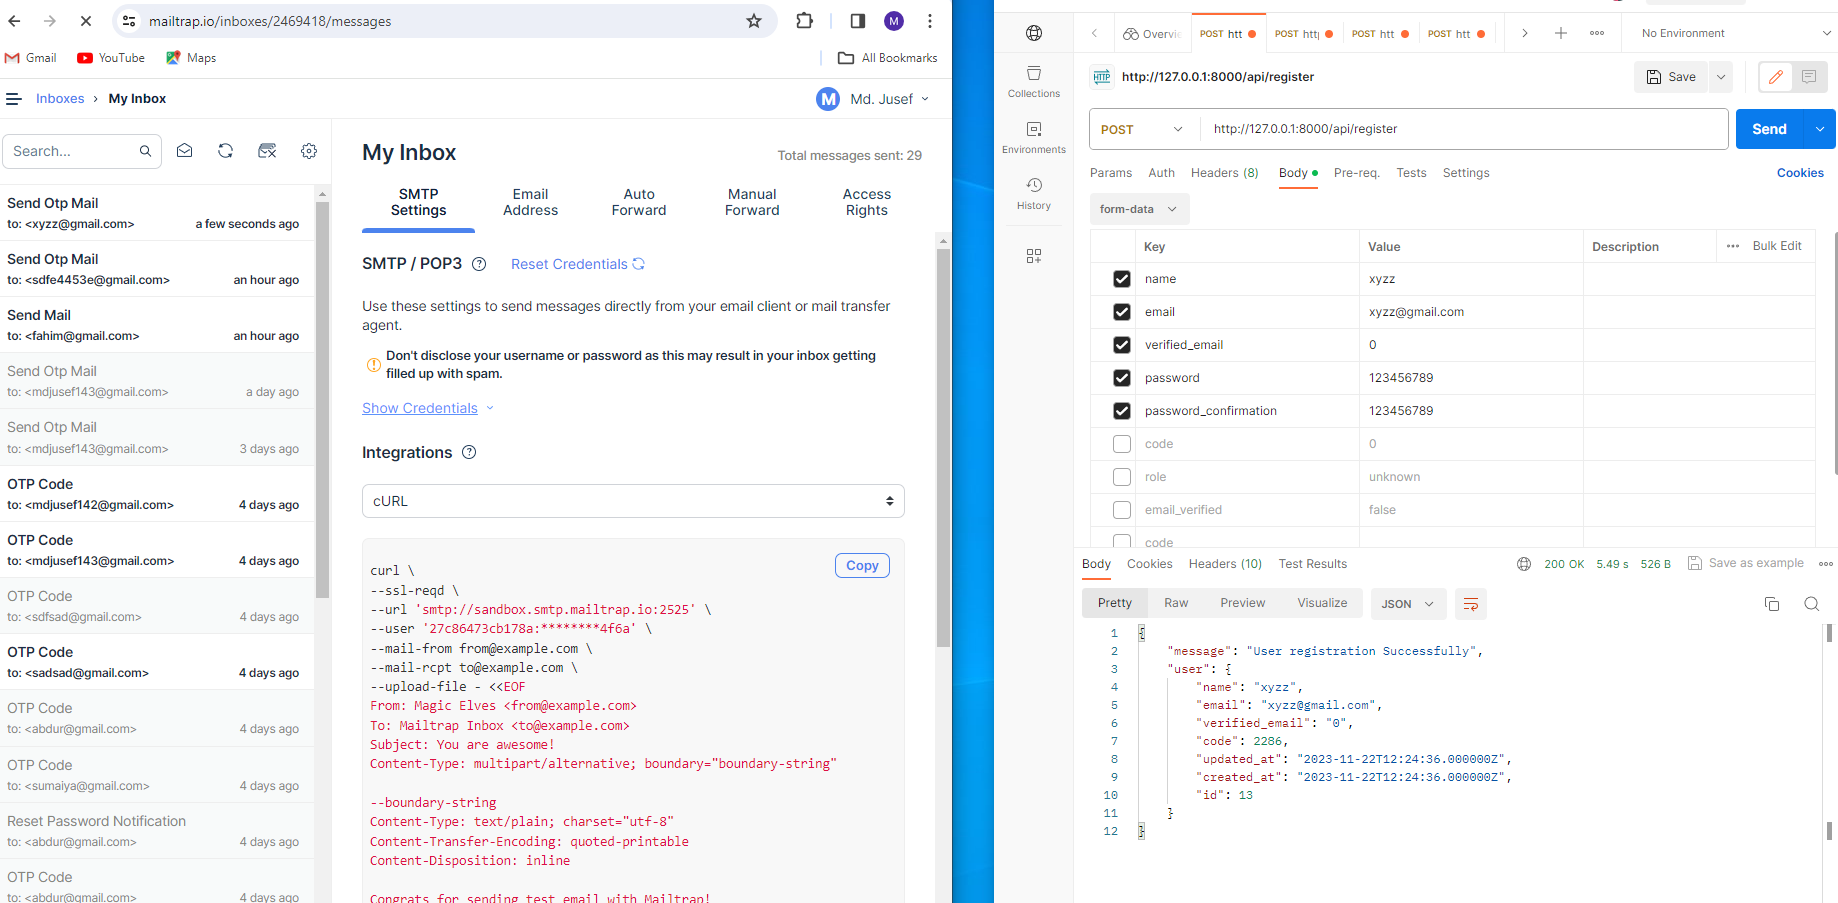 mailtrap.io/inboxes/2469418/messages
M
Gmail
YouTube
Maps
All Bookmarks
Inboxes › My Inbox
M Md. Jusef
Search...
Send Otp Mail
to: <xyzz@gmail.com> a few seconds ago
Send Otp Mail
to: <sdfe4453e@gmail.com> an hour ago
Send Mail
to: <fahim@gmail.com> an hour ago
Send Otp Mail
to: <mdjusef143@gmail.com> a day ago
Send Otp Mail
to: <mdjusef143@gmail.com> 3 days ago
OTP Code
to: <mdjusef142@gmail.com> 4 days ago
OTP Code
to: <mdjusef143@gmail.com> 4 days ago
OTP Code
to: <sdfsad@gmail.com> 4 days ago
OTP Code
to: <sadsad@gmail.com> 4 days ago
OTP Code
to: <abdur@gmail.com> 4 days ago
OTP Code
to: <sumaiya@gmail.com> 4 days ago
Reset Password Notification
to: <abdur@gmail.com> 4 days ago
OTP Code
to: <abdur@gmail.com> 4 days ago
My Inbox
Total messages sent: 29
SMTP Settings
Email Address
Auto Forward
Manual Forward
Access Rights
SMTP / POP3
Reset Credentials
Use these settings to send messages directly from your email client or mail transfer
agent.
Don't disclose your username or password as this may result in your inbox getting
filled up with spam.
Show Credentials
Integrations
cURL
Copy
curl \
--ssl-reqd \
--url 'smtp://sandbox.smtp.mailtrap.io:2525' \
--user '27c86473cb178a:********4f6a' \
--mail-from from@example.com \
--mail-rcpt to@example.com \
--upload-file - <<EOF
From: Magic Elves <from@example.com>
To: Mailtrap Inbox <to@example.com>
Subject: You are awesome!
Content-Type: multipart/alternative; boundary="boundary-string"
--boundary-string
Content-Type: text/plain; charset="utf-8"
Content-Transfer-Encoding: quoted-printable
Content-Disposition: inline
Congrats for sending test email with Mailtrap!
Overvie
POST htt
POST htt
POST htt
POST htt
No Environment
Collections
Environments
History
HTTP
http://127.0.0.1:8000/api/register
Save
POST
http://127.0.0.1:8000/api/register
Send
Params Auth Headers (8) Body Pre-req. Tests Settings Cookies
form-data
Key Value Description Bulk Edit
name xyzz
email xyzz@gmail.com
verified_email 0
password 123456789
password_confirmation 123456789
code 0
role unknown
email_verified false
code
Body Cookies Headers (10) Test Results 200 OK 5.49 s 526 B Save as example
Pretty Raw Preview Visualize JSON
1 {
2 "message": "User registration Successfully",
3 "user": {
4 "name": "xyzz",
5 "email": "xyzz@gmail.com",
6 "verified_email": "0",
7 "code": 2286,
8 "updated_at": "2023-11-22T12:24:36.000000Z",
9 "created_at": "2023-11-22T12:24:36.000000Z",
10 "id": 13
11 }
12 }